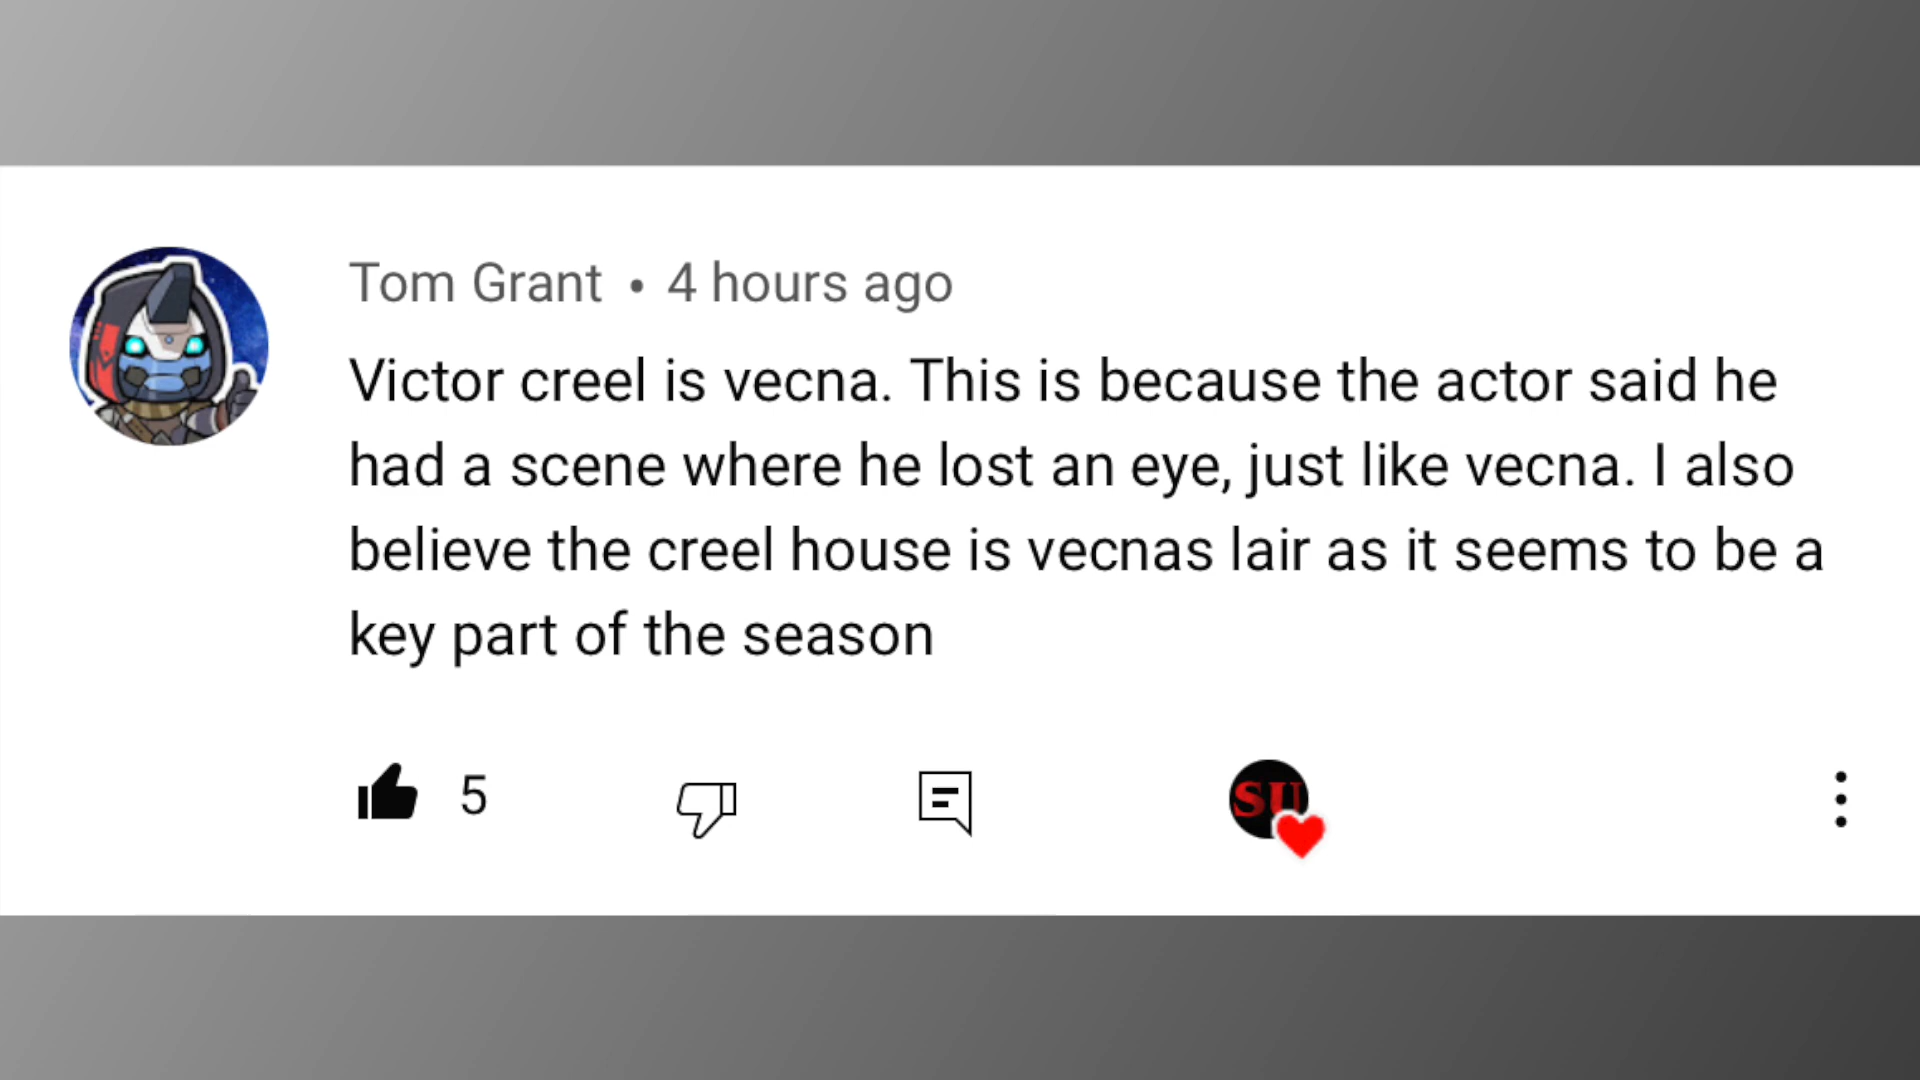 Tom Grant • 4 hours ago
Victor creel is vecna. This is because the actor said he
had a scene where he lost an eye, just like vecna. I also
believe the creel house is vecnas lair as it seems to be a
key part of the season
5
SU